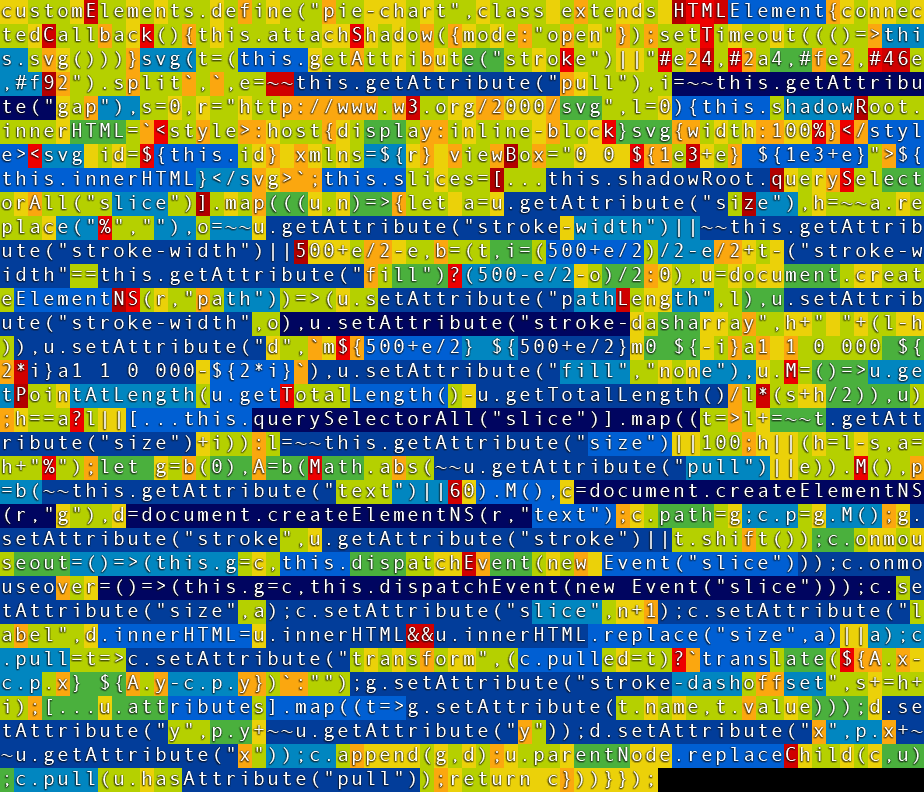 customElements.define("pie-chart",class extends HTMLElement{connec
tedCallback(){this.attachShadow({mode:"open"});setTimeout((()=>thi
s.svg()))}svg(t=(this.getAttribute("stroke")||"#e24,#2a4,#fe2,#46e
,#f92").split`,`,e=~~this.getAttribute("pull"),i=~~this.getAttribu
te("gap"),s=0,r="http://www.w3.org/2000/svg",l=0){this.shadowRoot.
innerHTML=`<style>:host{display:inline-block}svg{width:100%}</styl
e><svg id=${this.id} xmlns=${r} viewBox="0 0 ${1e3+e} ${1e3+e}">${
this.innerHTML}</svg>`;this.slices=[...this.shadowRoot.querySelect
orAll("slice")].map(((u,n)=>{let a=u.getAttribute("size"),h=~~a.re
place("%",""),o=~~u.getAttribute("stroke-width")||~~this.getAttrib
ute("stroke-width")||500+e/2-e,b=(t,i=(500+e/2)/2-e/2+t-("stroke-w
idth"==this.getAttribute("fill")?(500-e/2-o)/2:0),u=document.creat
eElementNS(r,"path"))=>(u.setAttribute("pathLength",l),u.setAttrib
ute("stroke-width",o),u.setAttribute("stroke-dasharray",h+" "+(l-h
)),u.setAttribute("d",`m${500+e/2} ${500+e/2}m0 ${-i}a1 1 0 000 ${
2*i}a1 1 0 000-${2*i}`),u.setAttribute("fill","none"),u.M=()=>u.ge
tPointAtLength(u.getTotalLength()-u.getTotalLength()/l*(s+h/2)),u)
;h==a?l||[...this.querySelectorAll("slice")].map((t=>l+=~~t.getAtt
ribute("size")+i)):l=~~this.getAttribute("size")||100;h||(h=l-s,a=
h+"%");let g=b(0),A=b(Math.abs(~~u.getAttribute("pull")||e)).M(),p
=b(~~this.getAttribute("text")||60).M(),c=document.createElementNS
(r,"g"),d=document.createElementNS(r,"text");c.path=g;c.p=g.M();g.
setAttribute("stroke",u.getAttribute("stroke")||t.shift());c.onmou
seout=()=>(this.g=c,this.dispatchEvent(new Event("slice")));c.onmo
useover=()=>(this.g=c,this.dispatchEvent(new Event("slice")));c.se
tAttribute("size",a);c.setAttribute("slice",n+1);c.setAttribute("l
abel",d.innerHTML=u.innerHTML&&u.innerHTML.replace("size",a)||a);c
.pull=t=>c.setAttribute("transform",(c.pulled=t)?`translate(${A.x-
c.p.x} ${A.y-c.p.y})`:"");g.setAttribute("stroke-dashoffset",s+=h+
i);[...u.attributes].map((t=>g.setAttribute(t.name,t.value)));d.se
tAttribute("y",p.y+~~u.getAttribute("y"));d.setAttribute("x",p.x+~
~u.getAttribute("x"));c.append(g,d);u.parentNode.replaceChild(c,u)
;c.pull(u.hasAttribute("pull"));return c}))}});